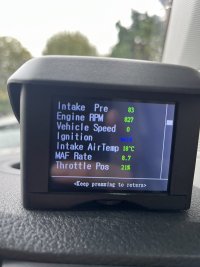 Intake Pre 83
Engine RPM 827
Vehicle Speed 0
Ignition
Intake AirTemp 18°C
MAF Rate 0.7
Throttle Pos 21%
<Keep pressing to return>